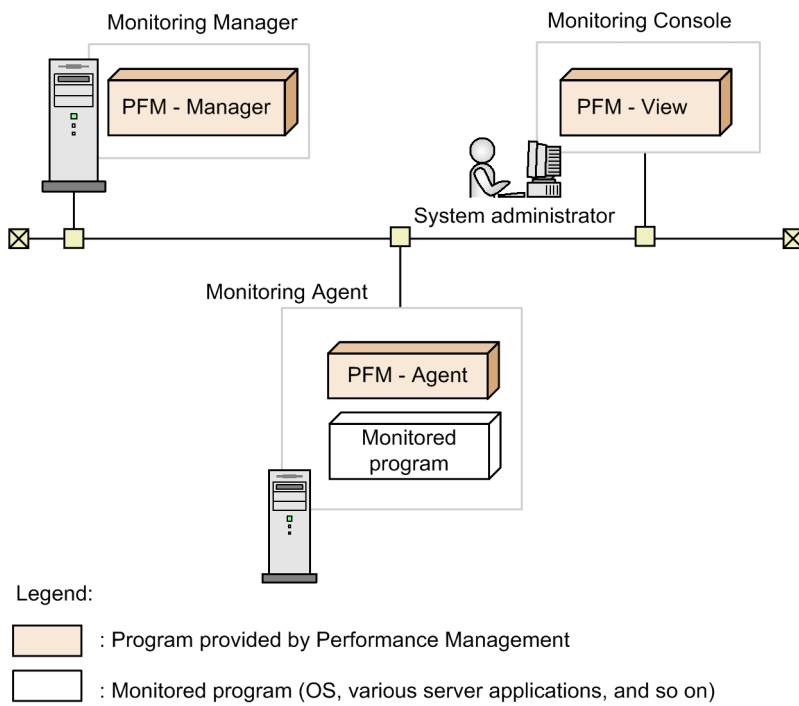 Monitoring Manager
PFM - Manager
Monitoring Console
PFM - View
System administrator
Monitoring Agent
PFM - Agent
Monitored
program
Legend:
: Program provided by Performance Management
: Monitored program (OS, various server applications, and so on)